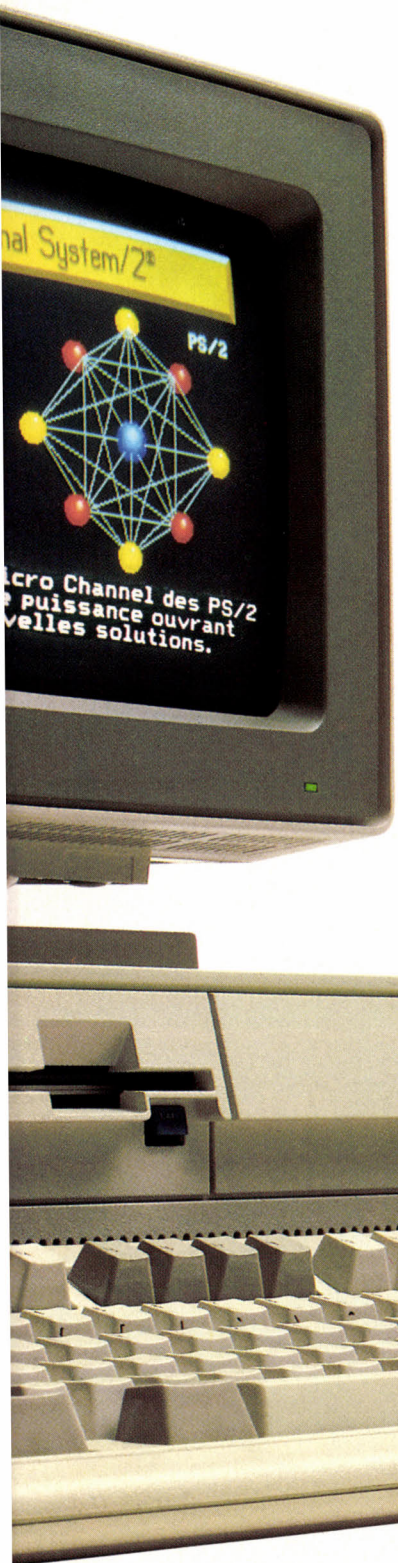 nal System/2®
PS/2
icro Channel des PS/2
e puissance ouvrant
velles solutions.